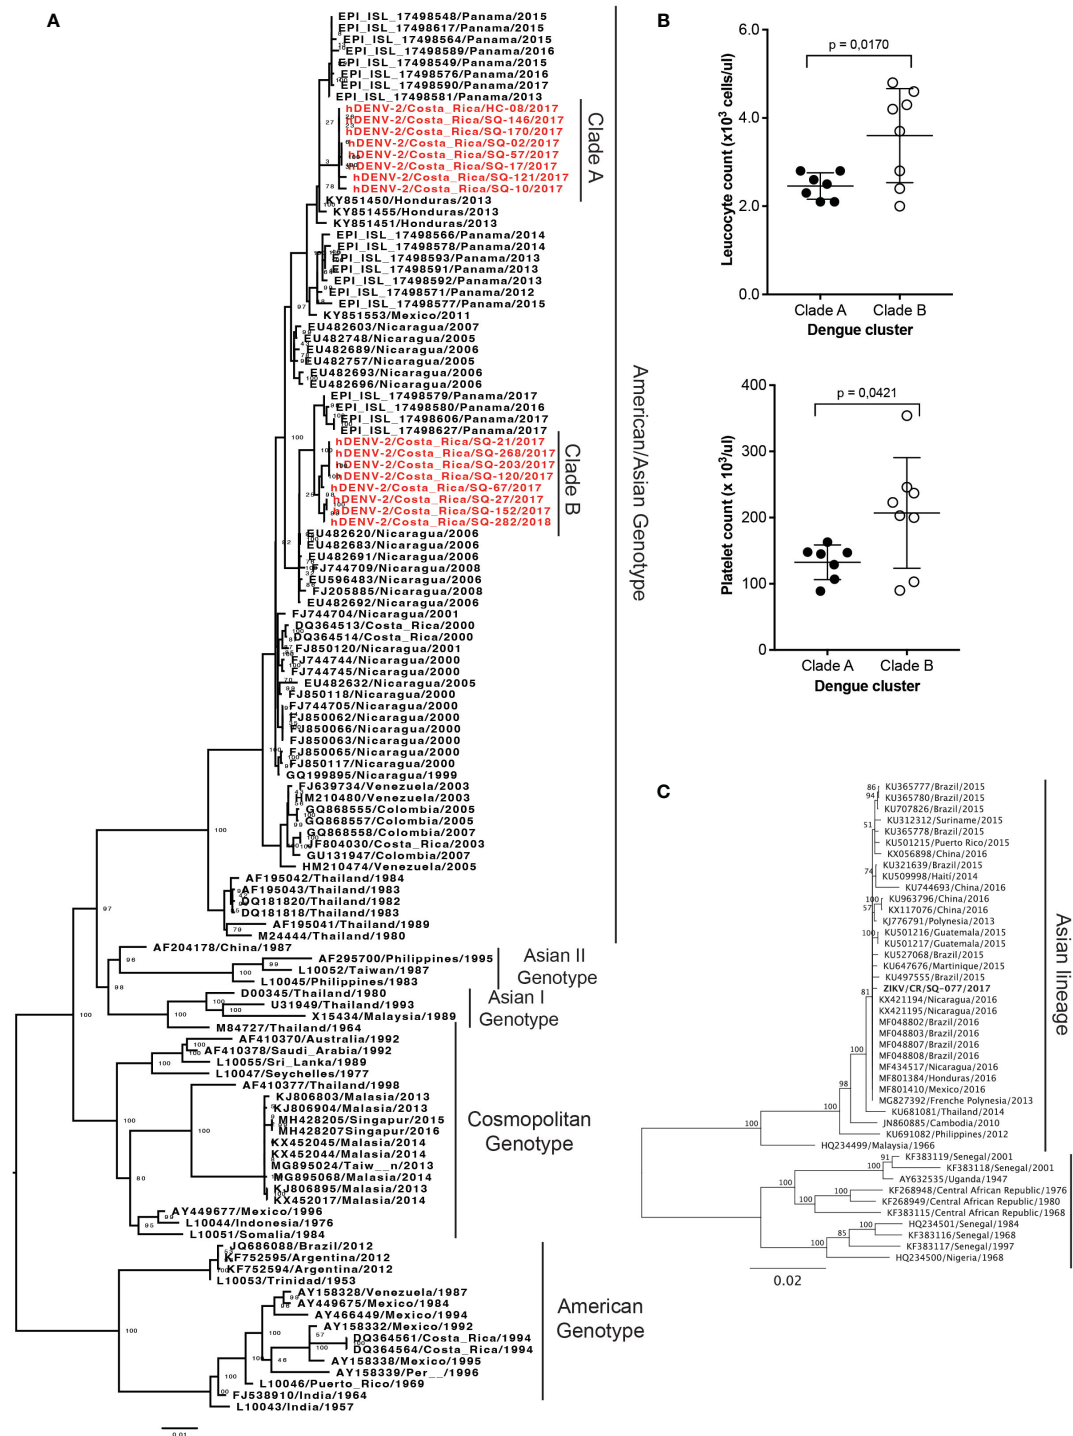 A
EPI_ISL_17498548/Panama/2015
EPI_ISL_17498617/Panama/2015
EPI_ISL_17498564/Panama/2015
EPI_ISL_17498589/Panama/2016
EPI_ISL_17498549/Panama/2015
EPI_ISL_17498576/Panama/2016
EPI_ISL_17498590/Panama/2017
EPI_ISL_17498581/Panama/2013
hDENV-2/Costa_Rica/HC-08/2017
hDENV-2/Costa_Rica/SQ-146/2017
hDENV-2/Costa_Rica/SQ-170/2017
hDENV-2/Costa_Rica/SQ-02/2017
hDENV-2/Costa_Rica/SQ-57/2017
hDENV-2/Costa_Rica/SQ-17/2017
hDENV-2/Costa_Rica/SQ-121/2017
hDENV-2/Costa_Rica/SQ-10/2017
Clade A
KY851450/Honduras/2013
KY851455/Honduras/2013
KY851451/Honduras/2013
EPI_ISL_17498566/Panama/2014
EPI_ISL_17498578/Panama/2014
EPI_ISL_17498593/Panama/2013
EPI_ISL_17498591/Panama/2013
EPI_ISL_17498592/Panama/2013
EPI_ISL_17498571/Panama/2012
EPI_ISL_17498577/Panama/2015
KY851553/Mexico/2011
EU482603/Nicaragua/2007
EU482748/Nicaragua/2005
EU482689/Nicaragua/2006
EU482757/Nicaragua/2005
EU482693/Nicaragua/2006
EU482696/Nicaragua/2006
EPI_ISL_17498579/Panama/2017
EPI_ISL_17498580/Panama/2016
EPI_ISL_17498606/Panama/2017
EPI_ISL_17498627/Panama/2017
hDENV-2/Costa_Rica/SQ-21/2017
hDENV-2/Costa_Rica/SQ-268/2017
hDENV-2/Costa_Rica/SQ-203/2017
hDENV-2/Costa_Rica/SQ-120/2017
hDENV-2/Costa_Rica/SQ-67/2017
hDENV-2/Costa_Rica/SQ-27/2017
hDENV-2/Costa_Rica/SQ-152/2017
hDENV-2/Costa_Rica/SQ-282/2018
Clade B
EU482620/Nicaragua/2006
EU482683/Nicaragua/2006
EU482691/Nicaragua/2006
FJ744709/Nicaragua/2008
EU596483/Nicaragua/2006
FJ205885/Nicaragua/2008
EU482692/Nicaragua/2006
FJ744704/Nicaragua/2001
DQ364513/Costa_Rica/2000
DQ364514/Costa_Rica/2000
FJ850120/Nicaragua/2001
FJ744744/Nicaragua/2000
FJ744745/Nicaragua/2000
EU482632/Nicaragua/2005
FJ850118/Nicaragua/2000
FJ744705/Nicaragua/2000
FJ850062/Nicaragua/2000
FJ850066/Nicaragua/2000
FJ850063/Nicaragua/2000
FJ850065/Nicaragua/2000
FJ850117/Nicaragua/2000
GQ199895/Nicaragua/1999
FJ639734/Venezuela/2003
HM210480/Venezuela/2003
GQ868555/Colombia/2005
GQ868557/Colombia/2005
GQ868558/Colombia/2007
JF804030/Costa_Rica/2003
GU131947/Colombia/2007
HM210474/Venezuela/2005
AF195042/Thailand/1984
AF195043/Thailand/1983
DQ181820/Thailand/1982
DQ181818/Thailand/1983
AF195041/Thailand/1989
M24444/Thailand/1980
American/Asian Genotype
AF204178/China/1987
AF295700/Philippines/1995
L10052/Taiwan/1987
L10045/Philippines/1983
Asian II
Genotype
D00345/Thailand/1980
U31949/Thailand/1993
X15434/Malaysia/1989
M84727/Thailand/1964
Asian I
Genotype
AF410370/Australia/1992
AF410378/Saudi_Arabia/1992
L10055/Sri_Lanka/1989
L10047/Seychelles/1977
AF410377/Thailand/1998
KJ806803/Malasia/2013
KJ806904/Malasia/2013
MH428205/Singapur/2015
MH428207Singapur/2016
KX452045/Malasia/2014
KX452044/Malasia/2014
MG895024/Taiw__n/2013
MG895068/Malasia/2014
KJ806895/Malasia/2013
KX452017/Malasia/2014
AY449677/Mexico/1996
L10044/Indonesia/1976
L10051/Somalia/1984
Cosmopolitan
Genotype
JQ686088/Brazil/2012
KF752595/Argentina/2012
KF752594/Argentina/2012
L10053/Trinidad/1953
AY158328/Venezuela/1987
AY449675/Mexico/1984
AY466449/Mexico/1994
AY158332/Mexico/1992
DQ364561/Costa_Rica/1994
DQ364564/Costa_Rica/1994
AY158338/Mexico/1995
AY158339/Per__/1996
L10046/Puerto_Rico/1969
FJ538910/India/1964
L10043/India/1957
American
Genotype
0.01
B
p = 0,0170
Leucocyte count (x10³ cells/ul)
6.0
4.0
2.0
0.0
Clade A Clade B
Dengue cluster
p = 0,0421
Platelet count (x 10³/ul)
400
300
200
100
0
Clade A Clade B
Dengue cluster
C
KU365777/Brazil/2015
KU365780/Brazil/2015
KU707826/Brazil/2015
KU312312/Suriname/2015
KU365778/Brazil/2015
KU501215/Puerto Rico/2015
KX056898/China/2016
KU321639/Brazil/2015
KU509998/Haití/2014
KU744693/China/2016
KU963796/China/2016
KX117076/China/2016
KJ776791/Polynesia/2013
KU501216/Guatemala/2015
KU501217/Guatemala/2015
KU527068/Brazil/2015
KU647676/Martinique/2015
KU497555/Brazil/2015
ZIKV/CR/SQ-077/2017
KX421194/Nicaragua/2016
KX421195/Nicaragua/2016
MF048802/Brazil/2016
MF048803/Brazil/2016
MF048807/Brazil/2016
MF048808/Brazil/2016
MF434517/Nicaragua/2016
MF801384/Honduras/2016
MF801410/Mexico/2016
MG827392/Frenche Polynesia/2013
KU681081/Thailand/2014
JN860885/Cambodia/2010
KU691082/Philippines/2012
HQ234499/Malaysia/1966
Asian lineage
KF383119/Senegal/2001
KF383118/Senegal/2001
AY632535/Uganda/1947
KF268948/Central African Republic/1976
KF268949/Central African Republic/1980
KF383115/Central African Republic/1968
HQ234501/Senegal/1984
KF383116/Senegal/1968
KF383117/Senegal/1997
HQ234500/Nigeria/1968
0.02